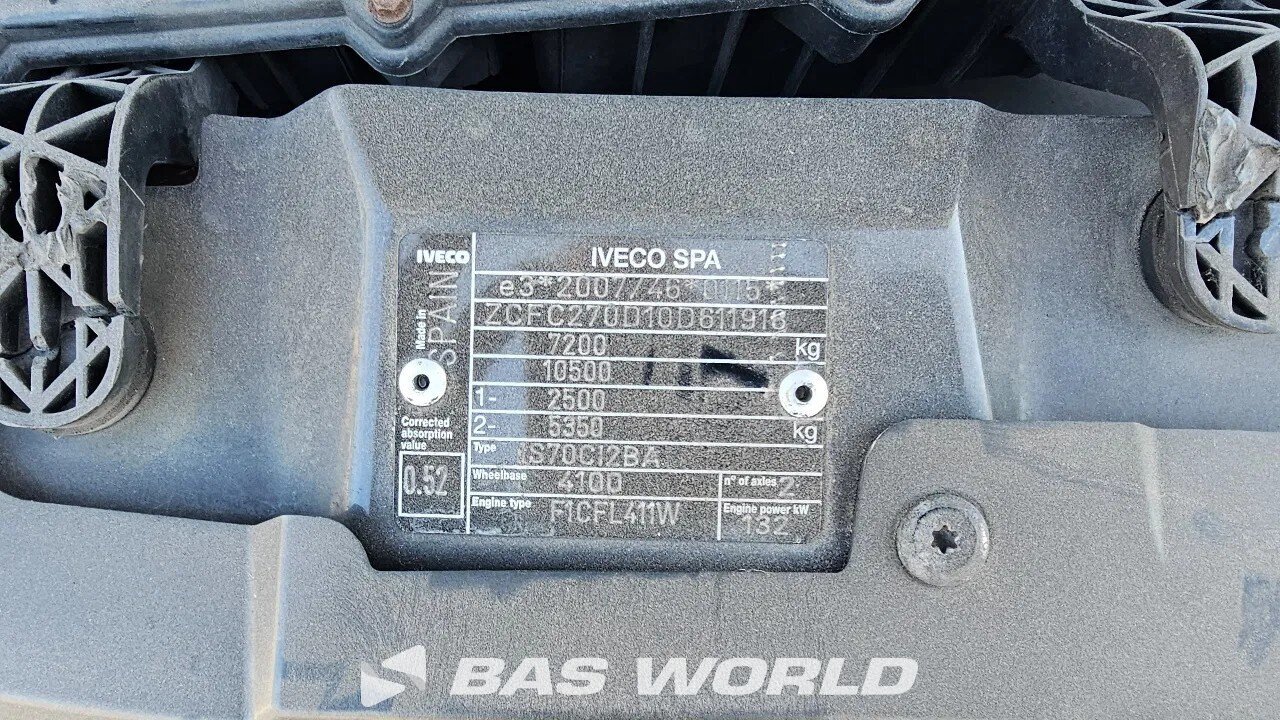 IVECO
IVECO SPA
Made in
SPAIN
e3*2007/46*0115*
ZCFC270D10D611916
7200 kg
10500
1- 2500
2- 5350 kg
Type IS70CI2BA
Wheelbase 4100
n° of axles 2
Engine type F1CFL411W
Engine power kW 132
Corrected
absorption
value
0.52
BAS WORLD